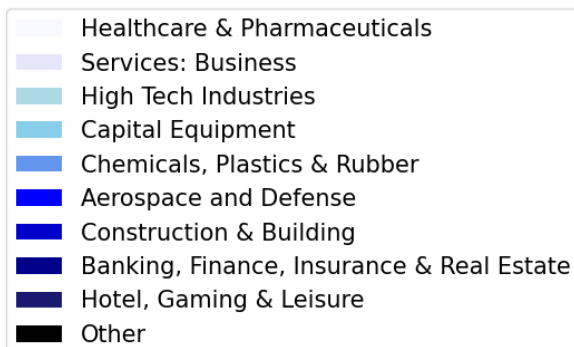 Healthcare & Pharmaceuticals
Services: Business
High Tech Industries
Capital Equipment
Chemicals, Plastics & Rubber
Aerospace and Defense
Construction & Building
Banking, Finance, Insurance & Real Estate
Hotel, Gaming & Leisure
Other